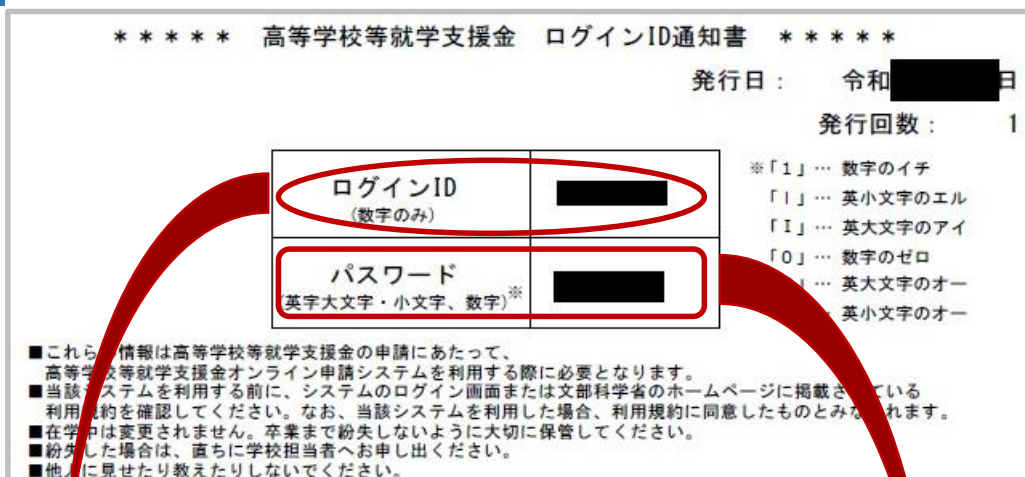 ＊＊＊＊＊ 高等学校等就学支援金 ログインID通知書 ＊＊＊＊＊
発行日： 令和 日
発行回数： 1
ログインID
(数字のみ)
パスワード
(英字大文字・小文字、数字)※
※「1」… 数字のイチ
「l」… 英小文字のエル
「I」… 英大文字のアイ
「0」… 数字のゼロ
」… 英大文字のオー
英小文字のオー
■これら 情報は高等学校等就学支援金の申請にあたって、
高等学校等就学支援金オンライン申請システムを利用する際に必要となります。
■当該システムを利用する前に、システムのログイン画面または文部科学省のホームページに掲載されている
利用規約を確認してください。なお、当該システムを利用した場合、利用規約に同意したものとみなされます。
■在学中は変更されません。卒業まで紛失しないように大切に保管してください。
■紛失した場合は、直ちに学校担当者へお申し出ください。
■他人に見せたり教えたりしないでください。